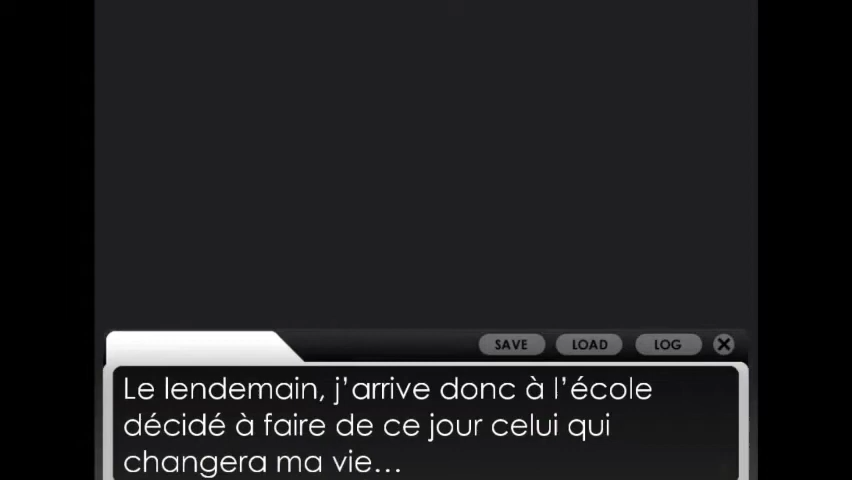 SAVE LOAD LOG
Le lendemain, j’arrive donc à l’école
décidé à faire de ce jour celui qui
changera ma vie…